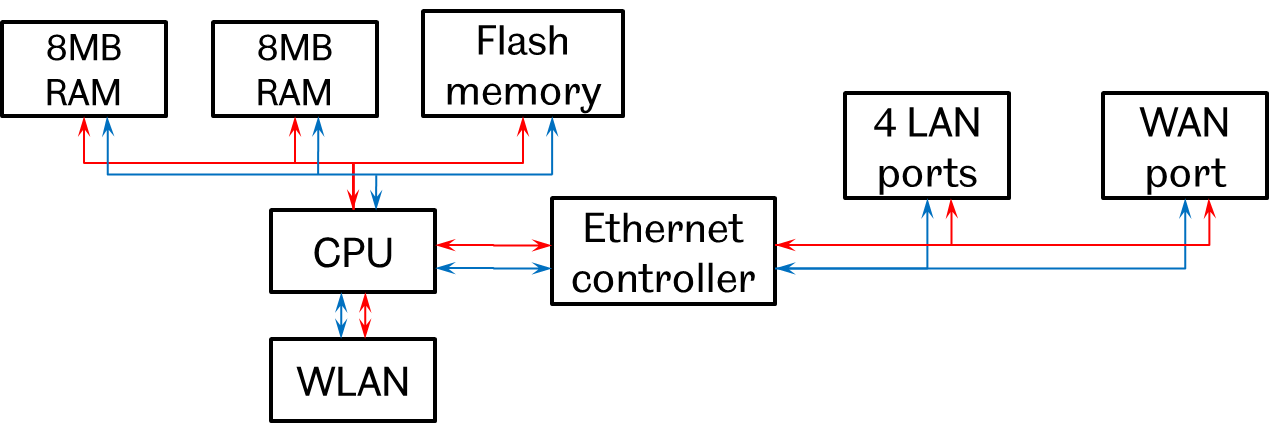 8MB
RAM
8MB
RAM
Flash
memory
4 LAN
ports
WAN
port
CPU
Ethernet
controller
WLAN